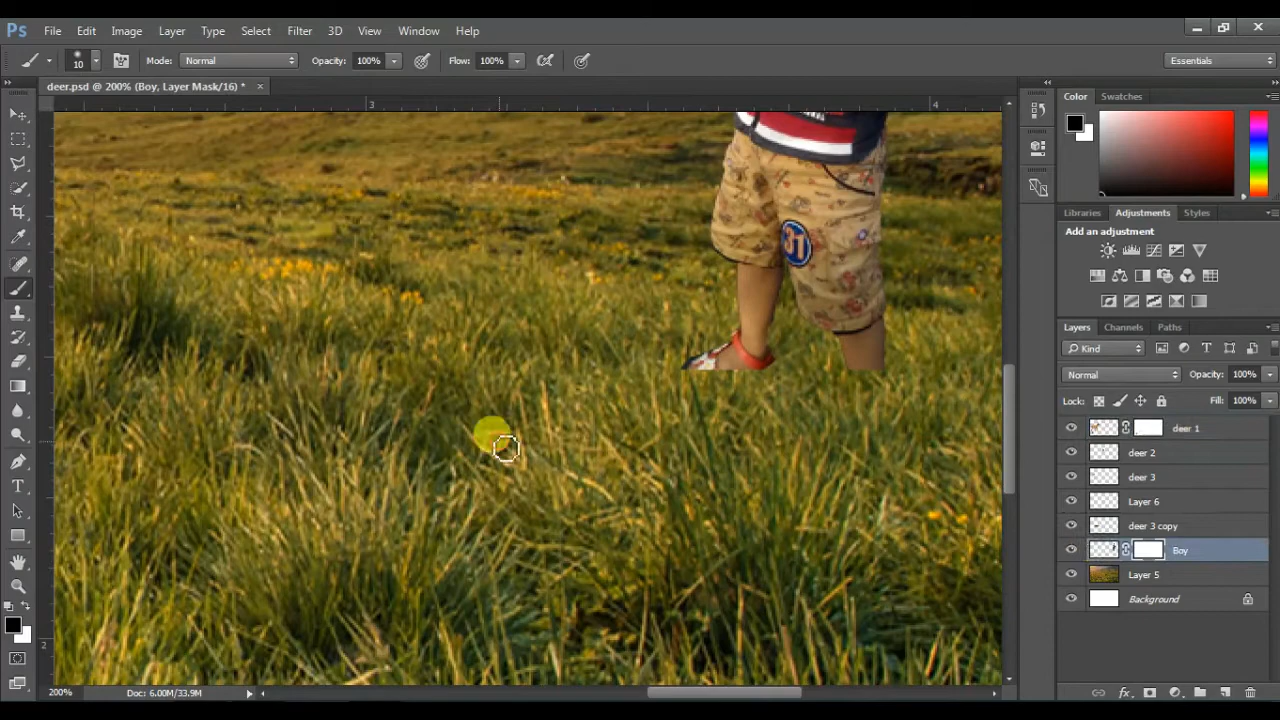 Ps File Edit Image Layer Type Select Filter 3D View Window Help
10 Mode: Normal Opacity: 100% Flow: 100% Essentials
deer.psd @ 200% (Boy, Layer Mask/16) * ×
3 4
Color Swatches
Libraries Adjustments Styles
Add an adjustment
31
Layers Channels Paths
Kind
Normal Opacity: 100%
Lock: Fill: 100%
deer 1
deer 2
deer 3
Layer 6
deer 3 copy
Boy
Layer 5
Background
2
200% Doc: 6.00M/33.9M